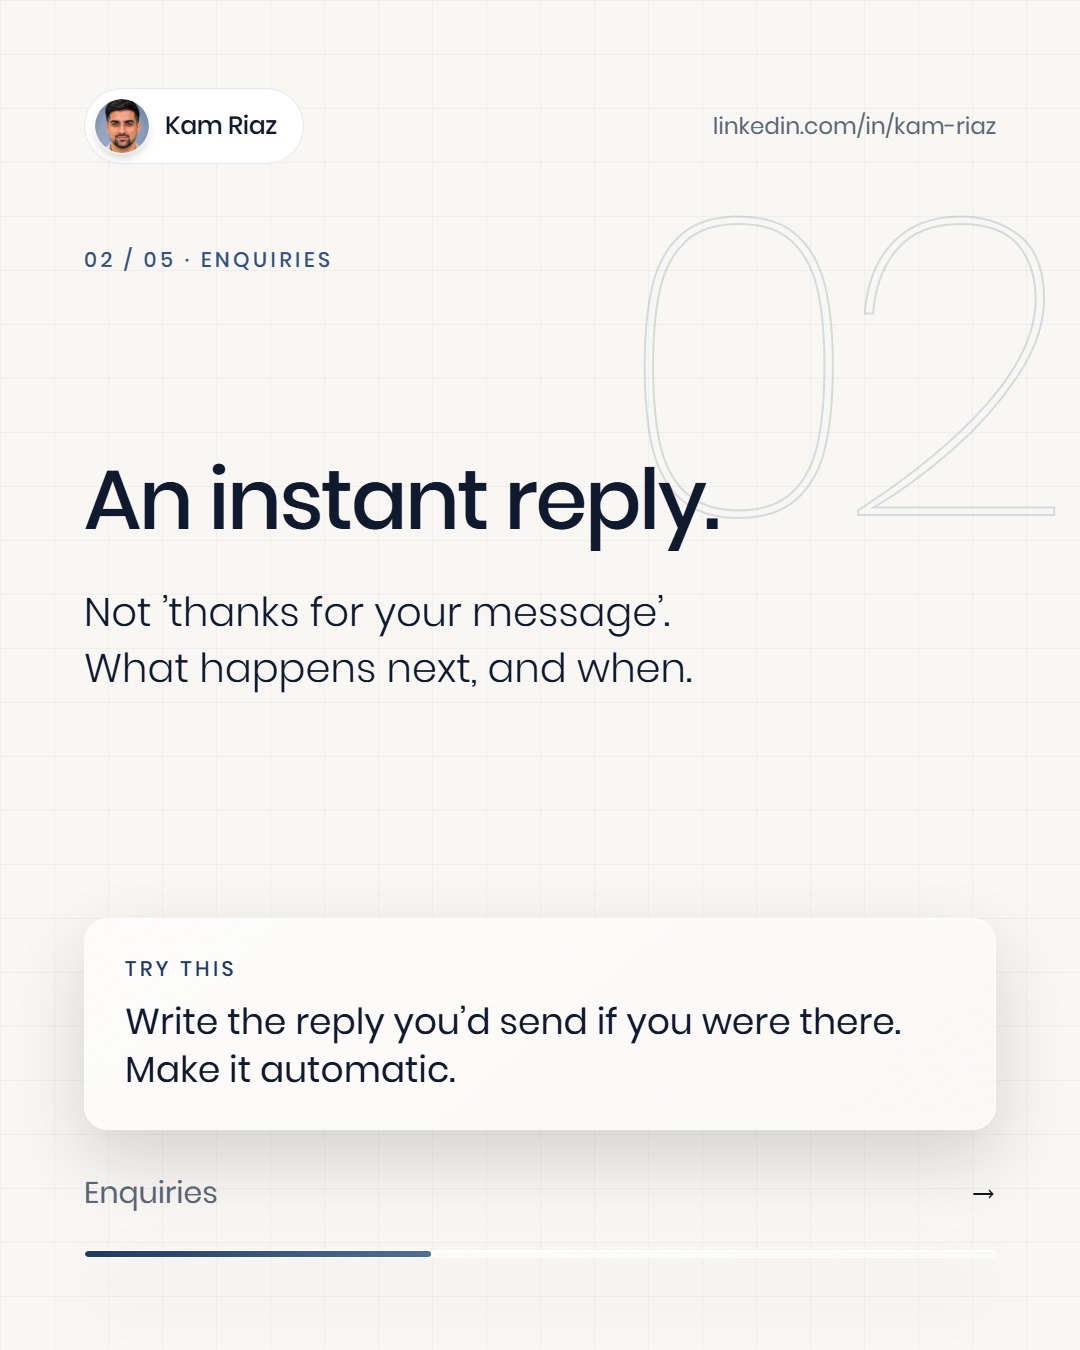 Kam Riaz
linkedin.com/in/kam-riaz
02 / 05 · ENQUIRIES
02
An instant reply.
Not ’thanks for your message’.
What happens next, and when.
TRY THIS
Write the reply you’d send if you were there.
Make it automatic.
Enquiries
→